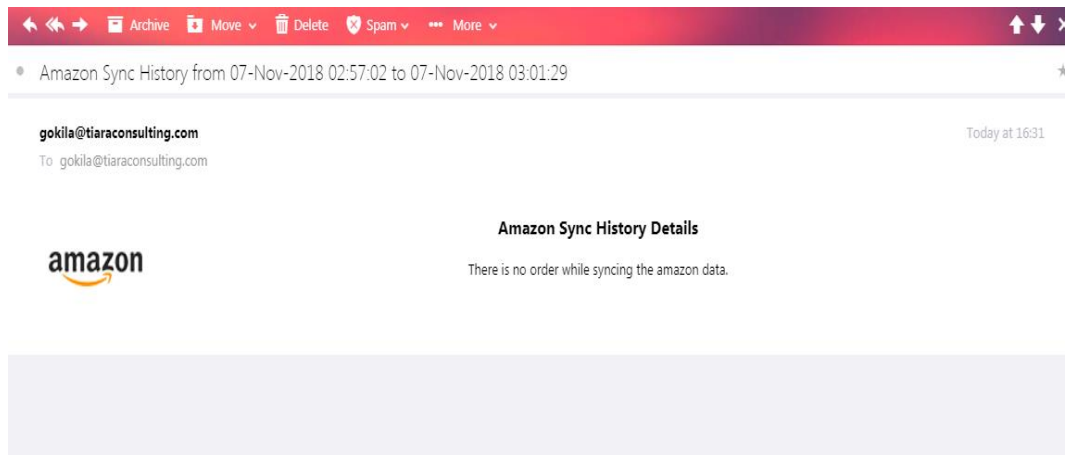 Archive Move Delete Spam More
Amazon Sync History from 07-Nov-2018 02:57:02 to 07-Nov-2018 03:01:29
gokila@tiaraconsulting.com Today at 16:31
To gokila@tiaraconsulting.com
Amazon Sync History Details
amazon
There is no order while syncing the amazon data.